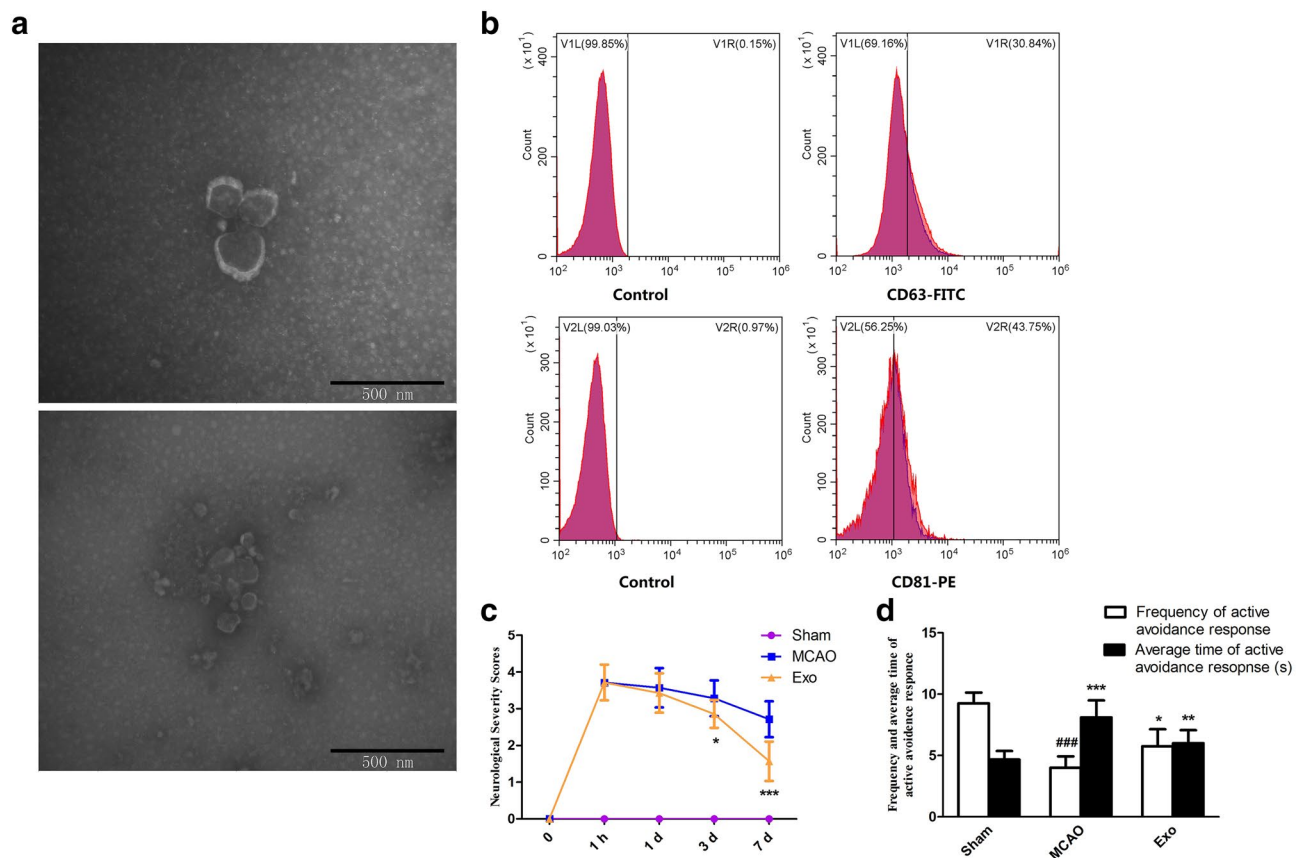 a
500 nm
500 nm
b
V1L(99.85%) V1R(0.15%)
(x 10¹)
400
200
0
Count
10² 10³ 10⁴ 10⁵ 10⁶
Control
V1L(69.16%) V1R(30.84%)
(x 10¹)
400
200
0
Count
10² 10³ 10⁴ 10⁵ 10⁶
CD63-FITC
V2L(99.03%) V2R(0.97%)
(x 10¹)
300
200
100
0
Count
10² 10³ 10⁴ 10⁵ 10⁶
Control
V2L(56.25%) V2R(43.75%)
(x 10¹)
300
200
100
0
Count
10² 10³ 10⁴ 10⁵ 10⁶
CD81-PE
c
Neurological Severity Scores
5
4
3
2
1
0
0 1 h 1 d 3 d 7 d
Sham
MCAO
Exo
*
***
d
Frequency of active
avoidance response
Average time of active
avoidance resopnse (s)
Frequency and average time of
active avoidence responce
15
10
5
0
###
***
*
**
Sham MCAO Exo